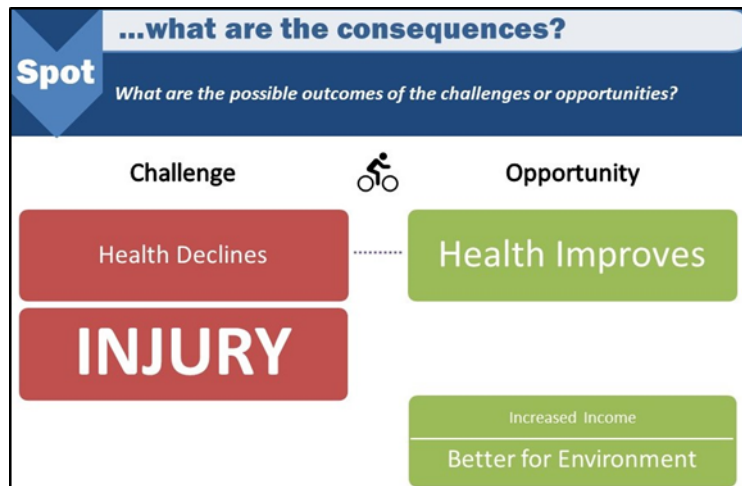 ...what are the consequences?
Spot
What are the possible outcomes of the challenges or opportunities?
Challenge
Opportunity
Health Declines
Health Improves
INJURY
Increased Income
Better for Environment